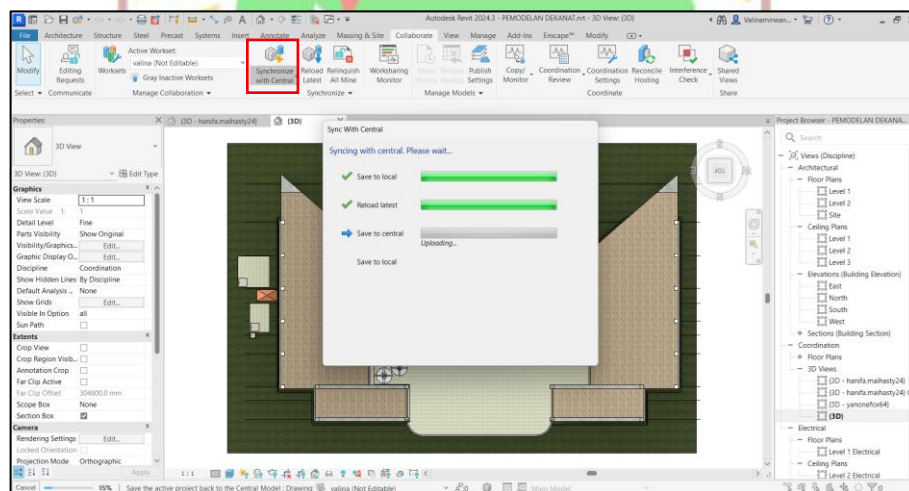 Autodesk Revit 2024.3 - PEMODELAN DEKANAT.rvt - 3D View: {3D}
Valinaminwan...
File Architecture Structure Steel Precast Systems Insert Annotate Analyze Massing & Site Collaborate View Manage Add-Ins Enscape™ Modify
Modify
Editing
Requests
Worksets
Active Workset:
valina (Not Editable)
Gray Inactive Worksets
Synchronize
with Central
Reload
Latest
Relinquish
All Mine
Worksharing
Monitor
Show
History
Restore
Backup
Publish
Settings
Copy/
Monitor
Coordination
Review
Coordination
Settings
Reconcile
Hosting
Interference
Check
Shared
Views
Select Communicate Manage Collaboration Synchronize Manage Models Coordinate Share
Properties
3D View
3D View: {3D}
Edit Type
Graphics
View Scale 1 : 1
Scale Value 1: 1
Detail Level Fine
Parts Visibility Show Original
Visibility/Graphics... Edit...
Graphic Display O... Edit...
Discipline Coordination
Show Hidden Lines By Discipline
Default Analysis ... None
Show Grids Edit...
Visible In Option all
Sun Path
Extents
Crop View
Crop Region Visib...
Annotation Crop
Far Clip Active
Far Clip Offset 304800.0 mm
Scope Box None
Section Box
Camera
Rendering Settings Edit...
Locked Orientation
Projection Mode Orthographic
Apply
{3D - hanifa.maihasty24}
{3D}
Sync With Central
Syncing with central. Please wait...
Save to local
Reload latest
Save to central
Uploading...
Save to local
TOP
Project Browser - PEMODELAN DEKANA...
Search
Views (Discipline)
Architectural
Floor Plans
Level 1
Level 2
Site
Ceiling Plans
Level 1
Level 2
Level 3
Elevations (Building Elevation)
East
North
South
West
Sections (Building Section)
Coordination
Floor Plans
3D Views
{3D - hanifa.maihasty24}
{3D - hanifa.maihasty24}
{3D - yanonefox64}
{3D}
Electrical
Floor Plans
Level 1 Electrical
Ceiling Plans
Level 2 Electrical
1 : 1
Cancel 15% Save the active project back to the Central Model : Drawing
valina (Not Editable)
:0
Main Model
:0